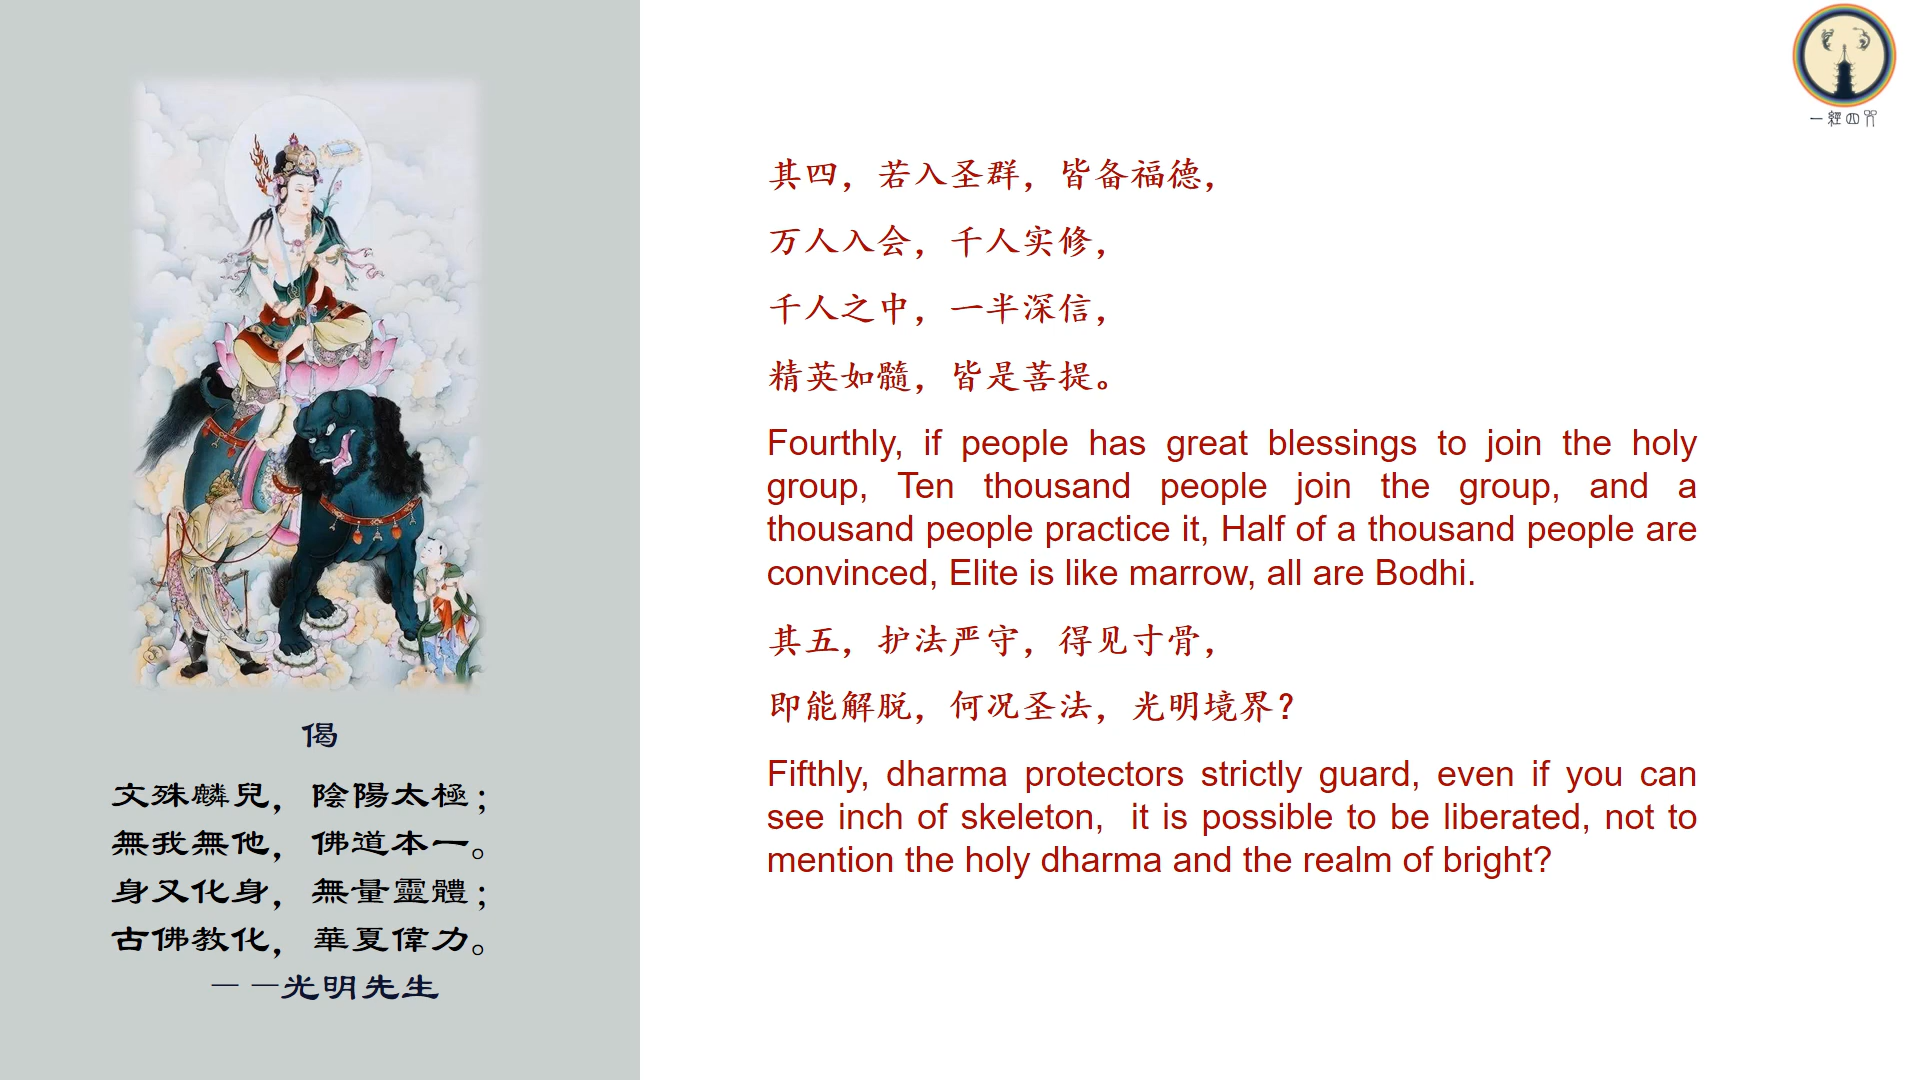 一經四咒
偈
文殊麟兒，陰陽太極；
無我無他，佛道本一。
身又化身，無量靈體；
古佛教化，華夏偉力。
— —光明先生
其四，若入圣群，皆备福德，
万人入会，千人实修，
千人之中，一半深信，
精英如髓，皆是菩提。
Fourthly, if people has great blessings to join the holy
group, Ten thousand people join the group, and a
thousand people practice it, Half of a thousand people are
convinced, Elite is like marrow, all are Bodhi.
其五，护法严守，得见寸骨，
即能解脱，何况圣法，光明境界？
Fifthly, dharma protectors strictly guard, even if you can
see inch of skeleton, it is possible to be liberated, not to
mention the holy dharma and the realm of bright?